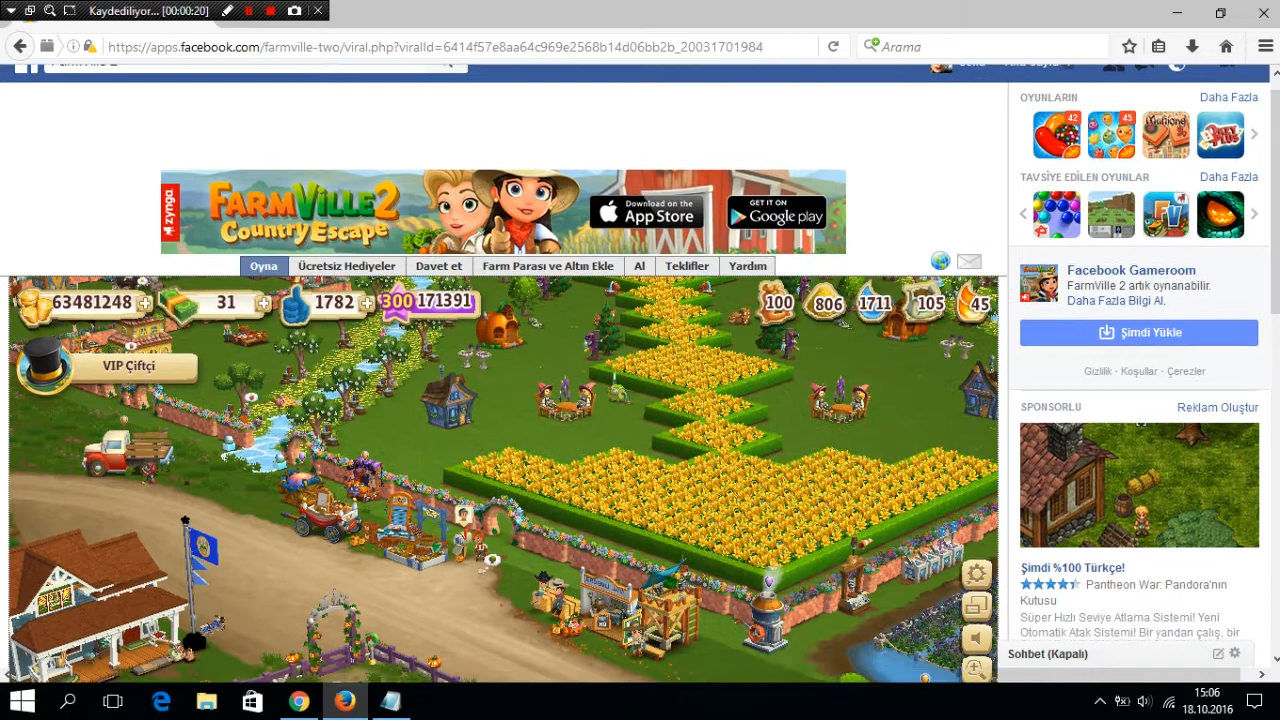 Kaydediliyor... [00:00:20]
https://apps.facebook.com/farmville-two/viral.php?viralId=6414f57e8aa64c969e2568b14d06bb2b_20031701984
Arama
OYUNLARIN Daha Fazla
42 45
zynga
FARMVILLE 2
Country Escape
Download on the
App Store
GET IT ON
Google play
TAVSİYE EDİLEN OYUNLAR Daha Fazla
FV
Oyna Ücretsiz Hediyeler Davet et Farm Parası ve Altın Ekle Al Teklifler Yardım
Facebook Gameroom
FarmVille 2 artık oynanabilir.
Daha Fazla Bilgi Al.
63481248 31 1782 300 171391 100 806 1711 105 45
Şimdi Yükle
VIP Çiftçi
Gizlilik · Koşullar · Çerezler
SPONSORLU Reklam Oluştur
Şimdi %100 Türkçe!
Pantheon War: Pandora'nın
Kutusu
Süper Hızlı Seviye Atlama Sistemi! Yeni
Otomatik Atak Sistemi! Bir yandan çalış, bir
Sohbet (Kapalı)
15:06
18.10.2016